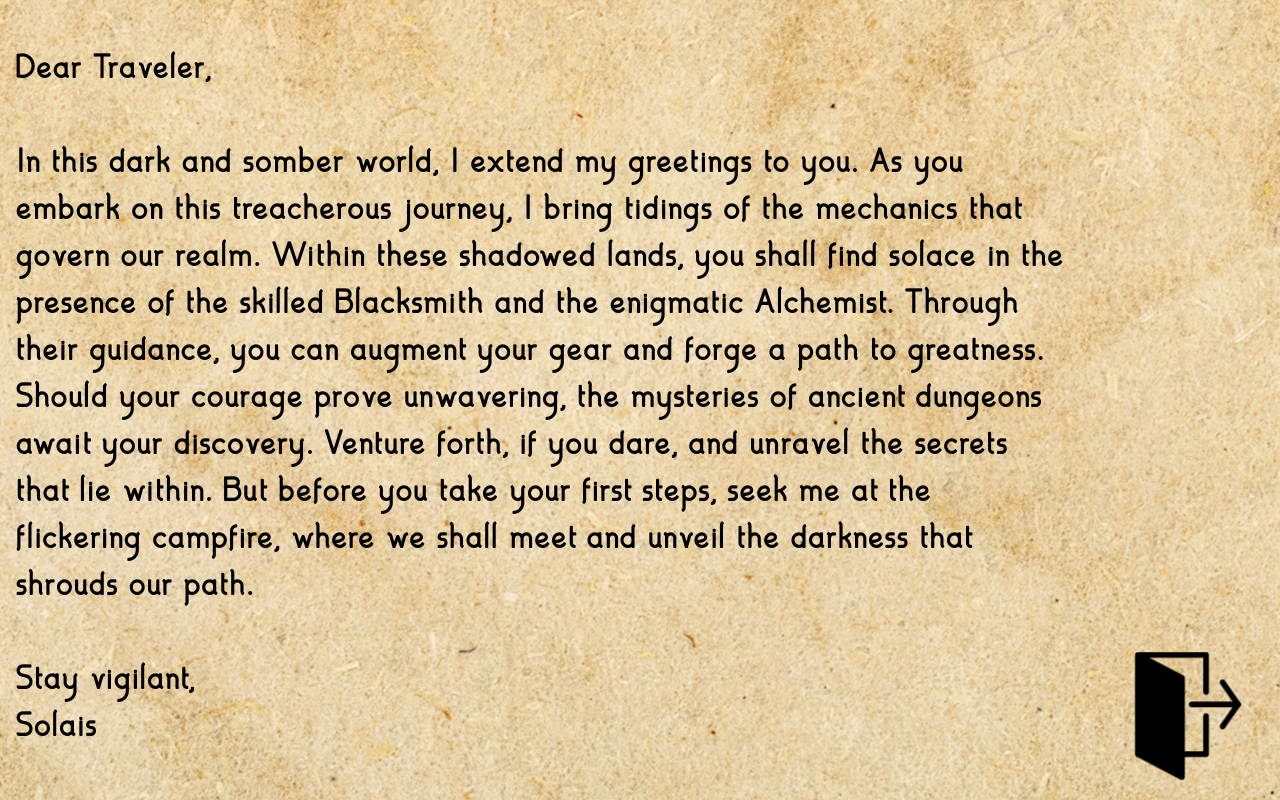 Dear Traveler,
In this dark and somber world, I extend my greetings to you. As you
embark on this treacherous journey, I bring tidings of the mechanics that
govern our realm. Within these shadowed lands, you shall find solace in the
presence of the skilled Blacksmith and the enigmatic Alchemist. Through
their guidance, you can augment your gear and forge a path to greatness.
Should your courage prove unwavering, the mysteries of ancient dungeons
await your discovery. Venture forth, if you dare, and unravel the secrets
that lie within. But before you take your first steps, seek me at the
flickering campfire, where we shall meet and unveil the darkness that
shrouds our path.
Stay vigilant,
Solais